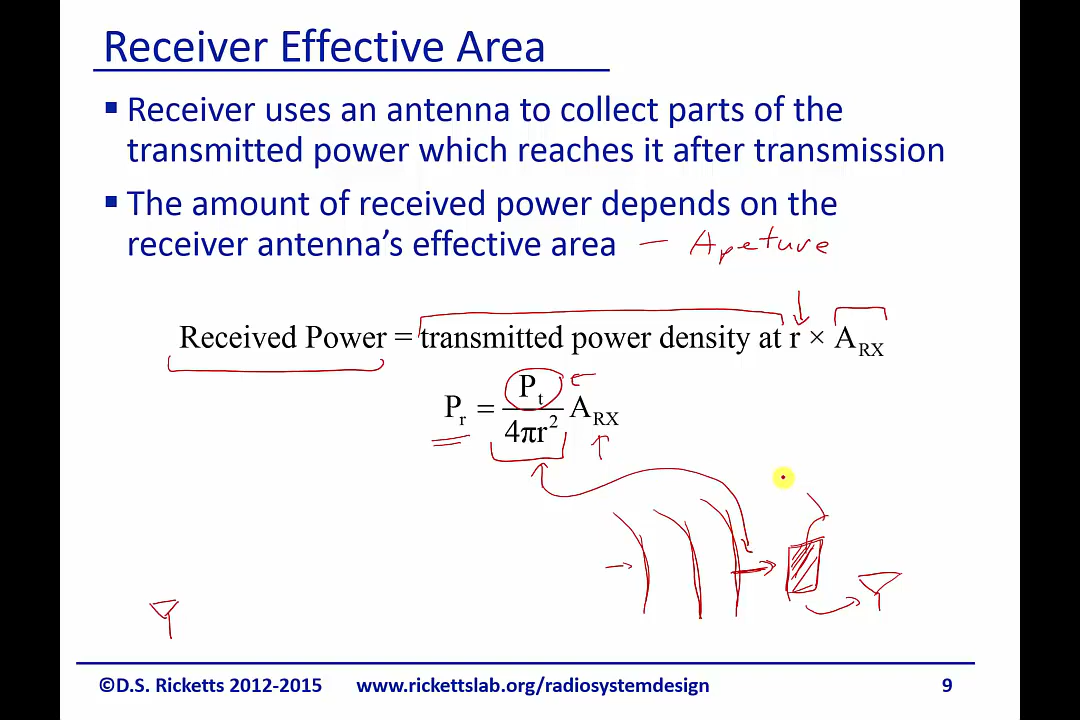 Receiver Effective Area
▪ Receiver uses an antenna to collect parts of the
transmitted power which reaches it after transmission
▪ The amount of received power depends on the
receiver antenna's effective area — Apeture
Received Power = transmitted power density at r × A_RX
P_r = P_t / 4πr² A_RX
©D.S. Ricketts 2012-2015 www.rickettslab.org/radiosystemdesign 9